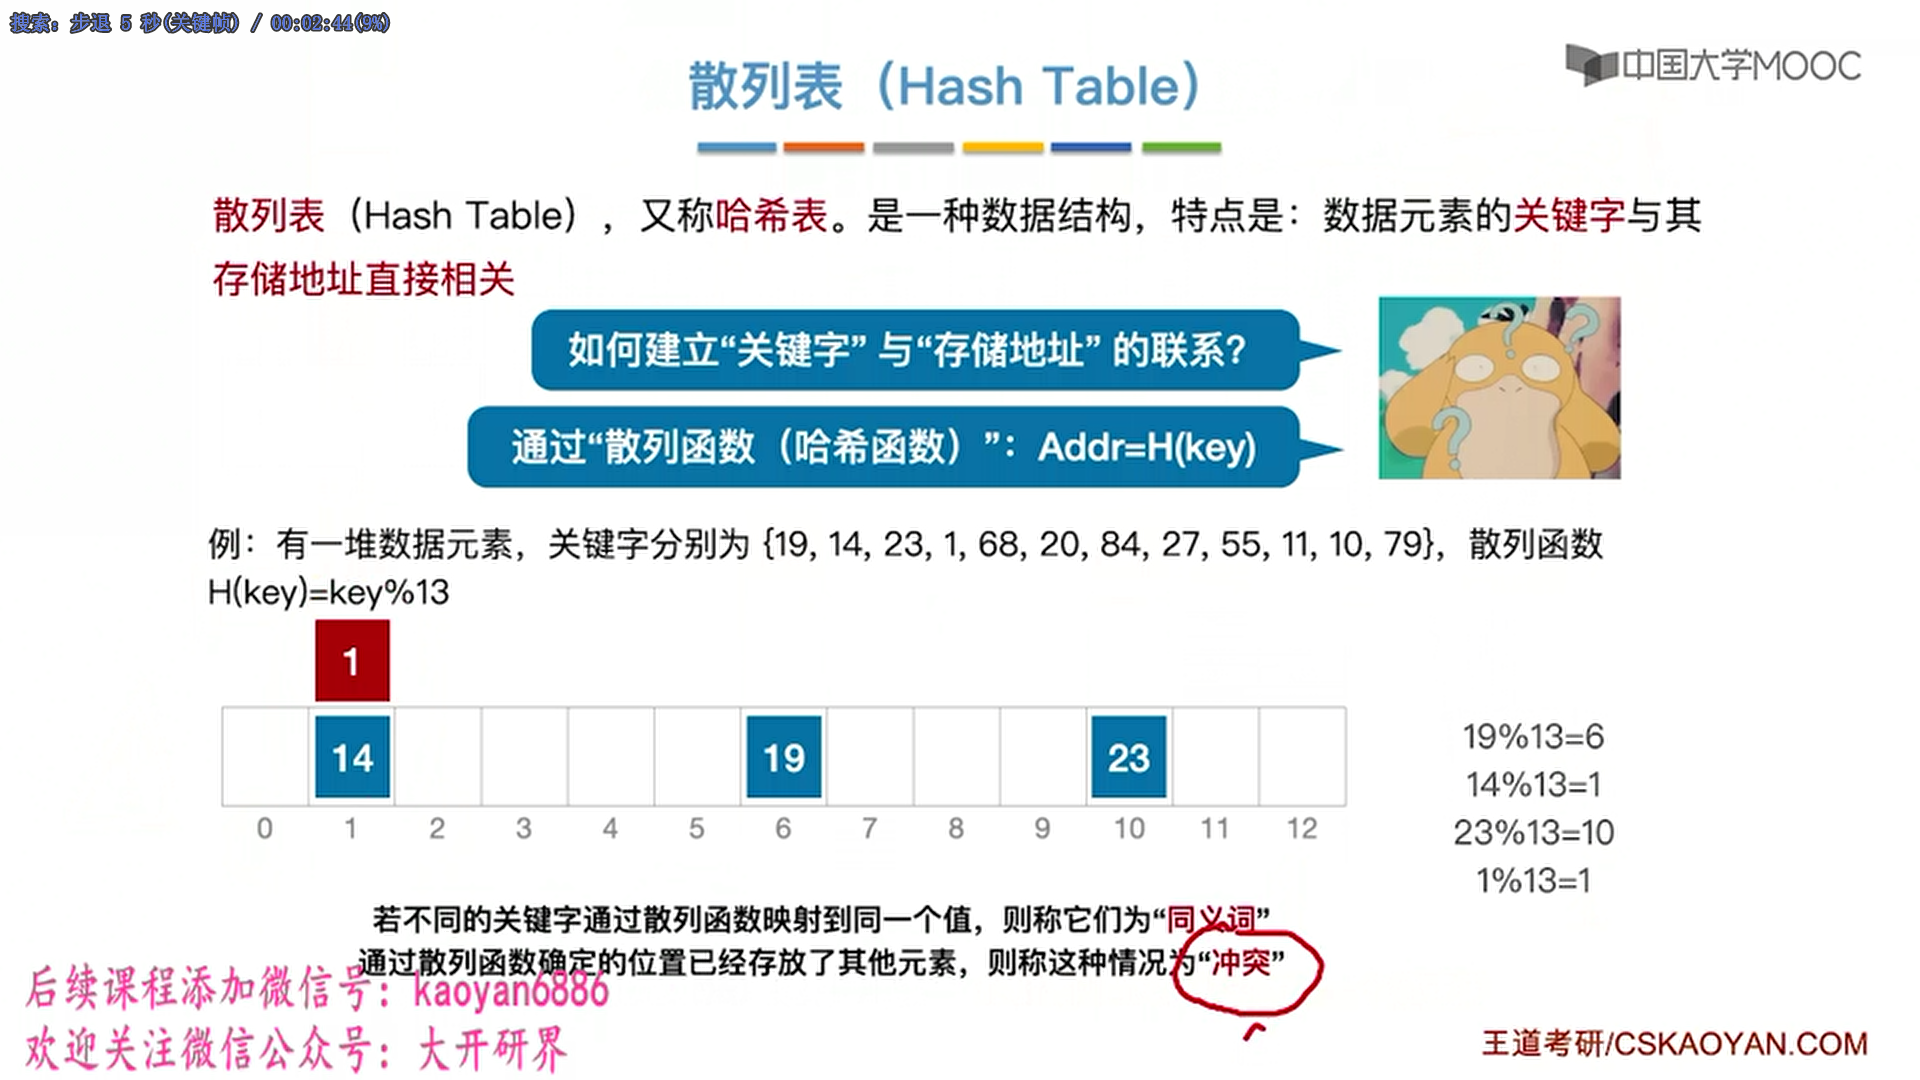 搜索: 步退 5 秒(关键帧) / 00:02:44(9%)
中国大学MOOC
散列表（Hash Table）
散列表（Hash Table），又称哈希表。是一种数据结构，特点是：数据元素的关键字与其
存储地址直接相关
如何建立“关键字” 与“存储地址” 的联系？
通过“散列函数（哈希函数）”：Addr=H(key)
例：有一堆数据元素，关键字分别为 {19, 14, 23, 1, 68, 20, 84, 27, 55, 11, 10, 79}，散列函数
H(key)=key%13
1
14 19 23
0 1 2 3 4 5 6 7 8 9 10 11 12
19%13=6
14%13=1
23%13=10
1%13=1
若不同的关键字通过散列函数映射到同一个值，则称它们为“同义词”
通过散列函数确定的位置已经存放了其他元素，则称这种情况为“冲突”
后续课程添加微信号：kaoyan6886
欢迎关注微信公众号：大开研界
王道考研/CSKAOYAN.COM